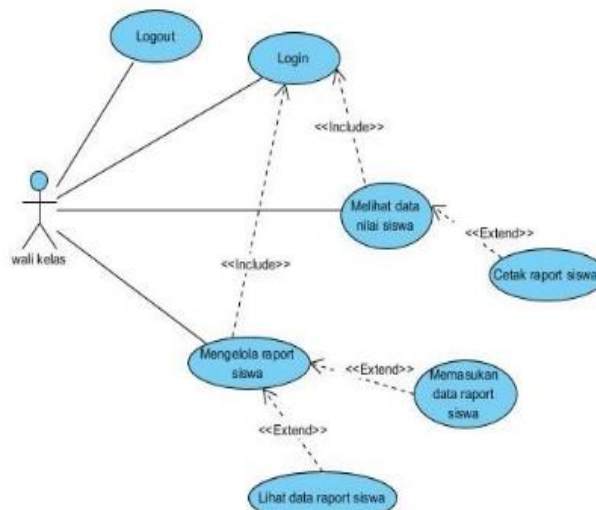 Logout
Login
<<Include>>
Melihat data
nilai siswa
<<Extend>>
wali kelas
<<Include>>
Cetak raport siswa
Mengelola raport
siswa
<<Extend>>
Memasukan
data raport
siswa
<<Extend>>
Lihat data raport siswa